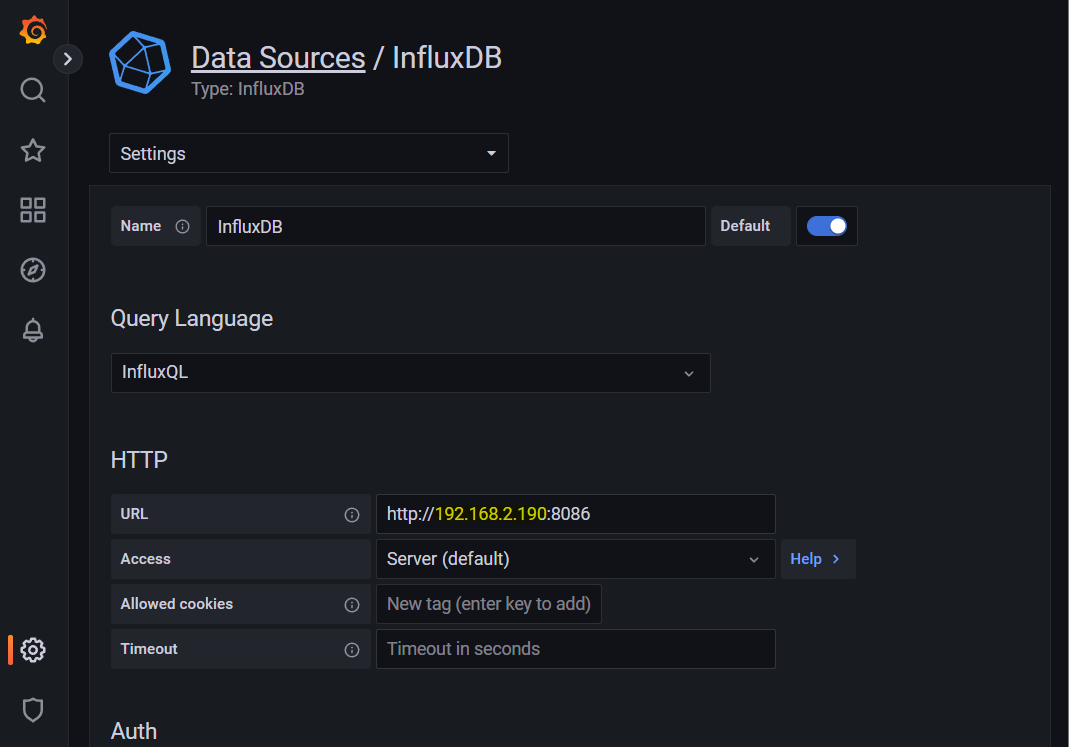 Data Sources / InfluxDB
Type: InfluxDB
Settings
Name InfluxDB Default
Query Language
InfluxQL
HTTP
URL http://192.168.2.190:8086
Access Server (default) Help
Allowed cookies New tag (enter key to add)
Timeout Timeout in seconds
Auth